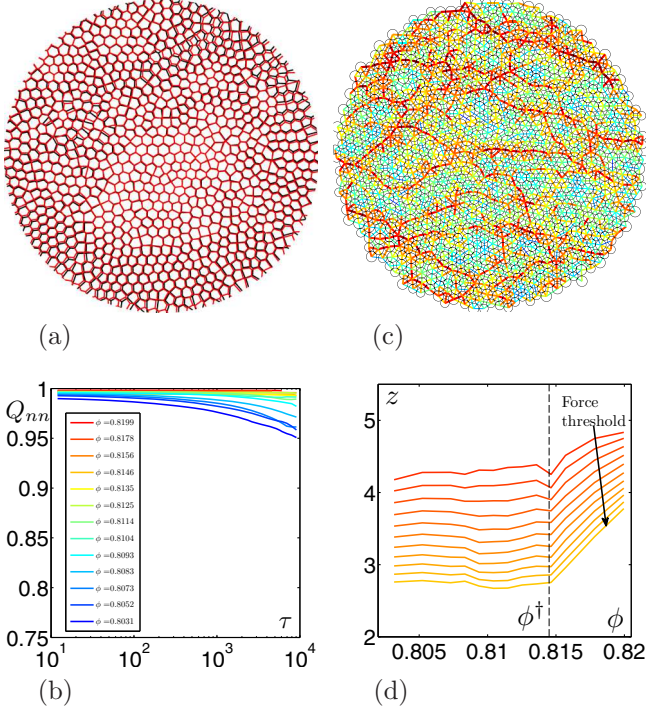 (a)
(c)
Q_{nn}
1
0.95
0.9
0.85
0.8
0.75
ϕ =0.8199
ϕ =0.8178
ϕ =0.8156
ϕ =0.8146
ϕ =0.8135
ϕ =0.8125
ϕ =0.8114
ϕ =0.8104
ϕ =0.8093
ϕ =0.8083
ϕ =0.8073
ϕ =0.8052
ϕ =0.8031
τ
10^1
10^2
10^3
10^4
(b)
z
5
4
3
2
Force
threshold
ϕ^†
ϕ
0.805
0.81
0.815
0.82
(d)